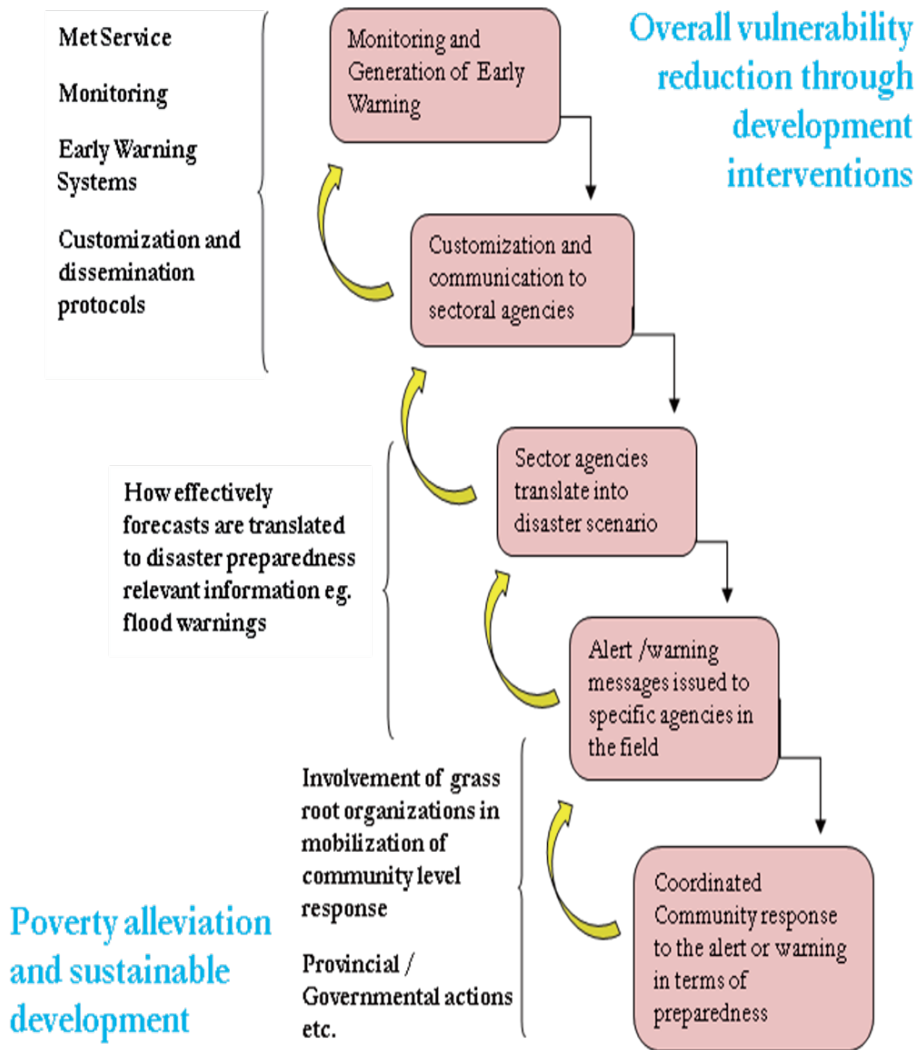 Met Service
Monitoring
Early Warning
Systems
Customization and
dissemination
protocols
Monitoring and
Generation of Early
Warning
Overall vulnerability
reduction through
development
interventions
Customization and
communication to
sectoral agencies
How effectively
forecasts are translated
to disaster preparedness
relevant information eg.
flood warnings
Sector agencies
translate into
disaster scenario
Alert /warning
messages issued to
specific agencies in
the field
Involvement of grass
root organizations in
mobilization of
community level
response
Provincial /
Governmental actions
etc.
Coordinated
Community response
to the alert or warning
in terms of
preparedness
Poverty alleviation
and sustainable
development